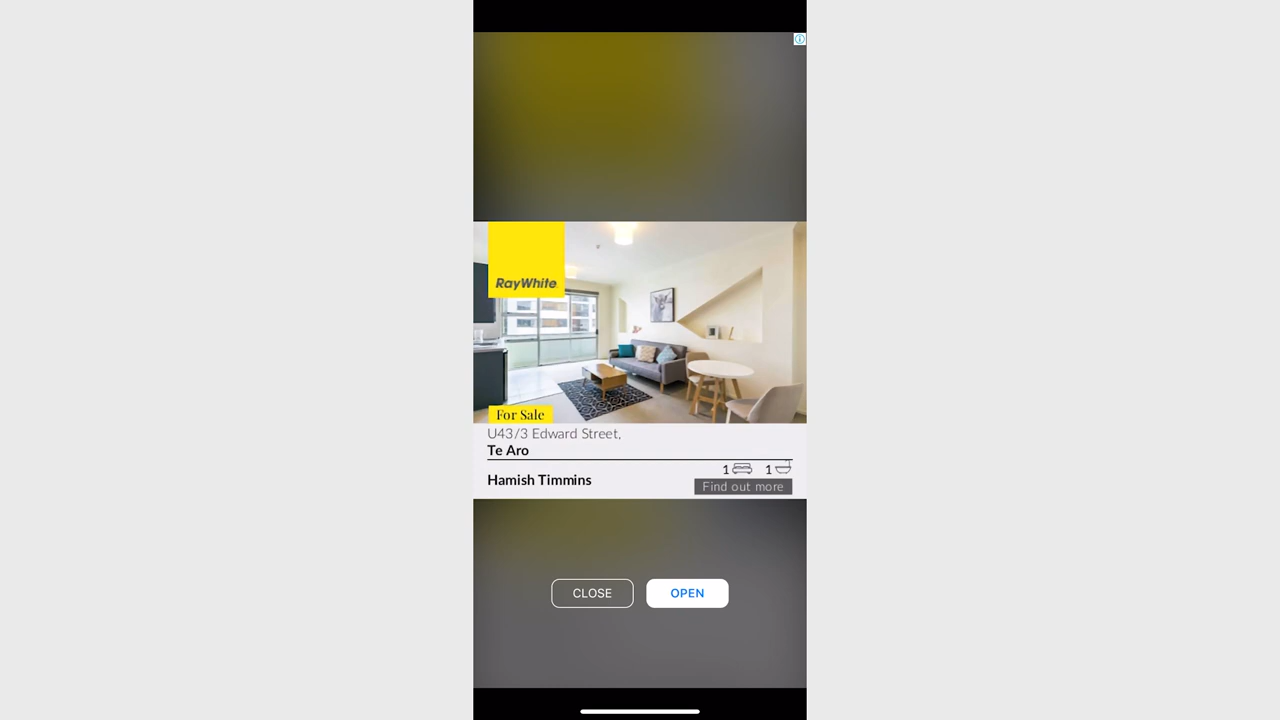 RayWhite
For Sale
U43/3 Edward Street,
Te Aro
1 1
Hamish Timmins
Find out more
CLOSE OPEN